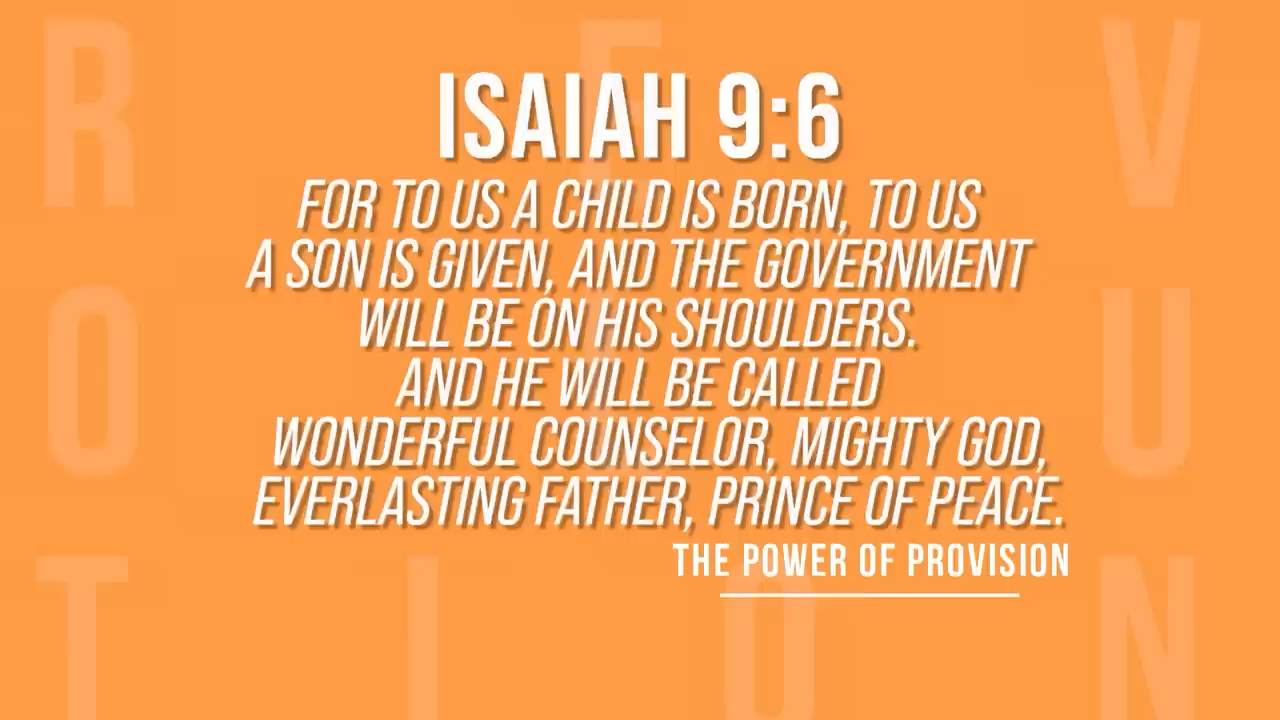 R E V
ISAIAH 9:6
FOR TO US A CHILD IS BORN, TO US
A SON IS GIVEN, AND THE GOVERNMENT
WILL BE ON HIS SHOULDERS.
AND HE WILL BE CALLED
WONDERFUL COUNSELOR, MIGHTY GOD,
EVERLASTING FATHER, PRINCE OF PEACE.
THE POWER OF PROVISION
O L U
T I O N